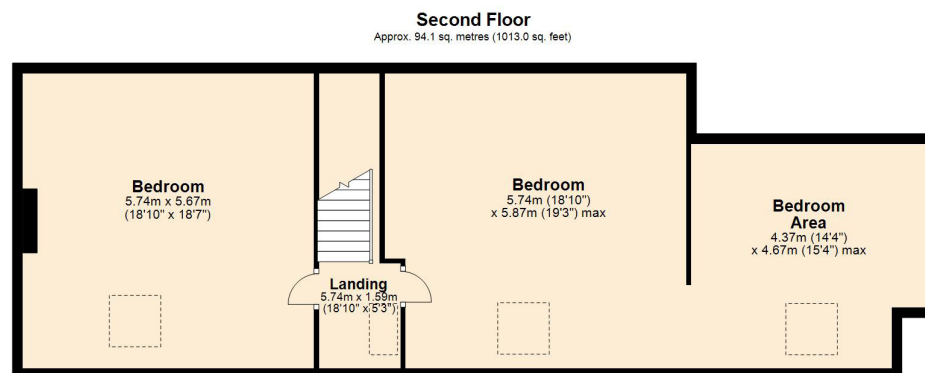 Second Floor
Approx. 94.1 sq. metres (1013.0 sq. feet)
Bedroom
5.74m x 5.67m
(18'10" x 18'7")
Bedroom
5.74m (18'10")
x 5.87m (19'3") max
Bedroom
Area
4.37m (14'4")
x 4.67m (15'4") max
Landing
5.74m x 1.59m
(18'10" x 5'3")